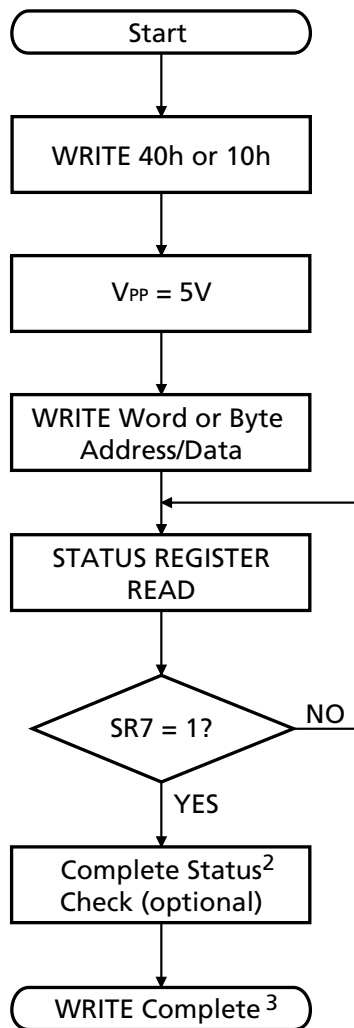 Start
WRITE 40h or 10h
VPP = 5V
WRITE Word or Byte
Address/Data
STATUS REGISTER
READ
SR7 = 1?
NO
YES
Complete Status2
Check (optional)
WRITE Complete 3